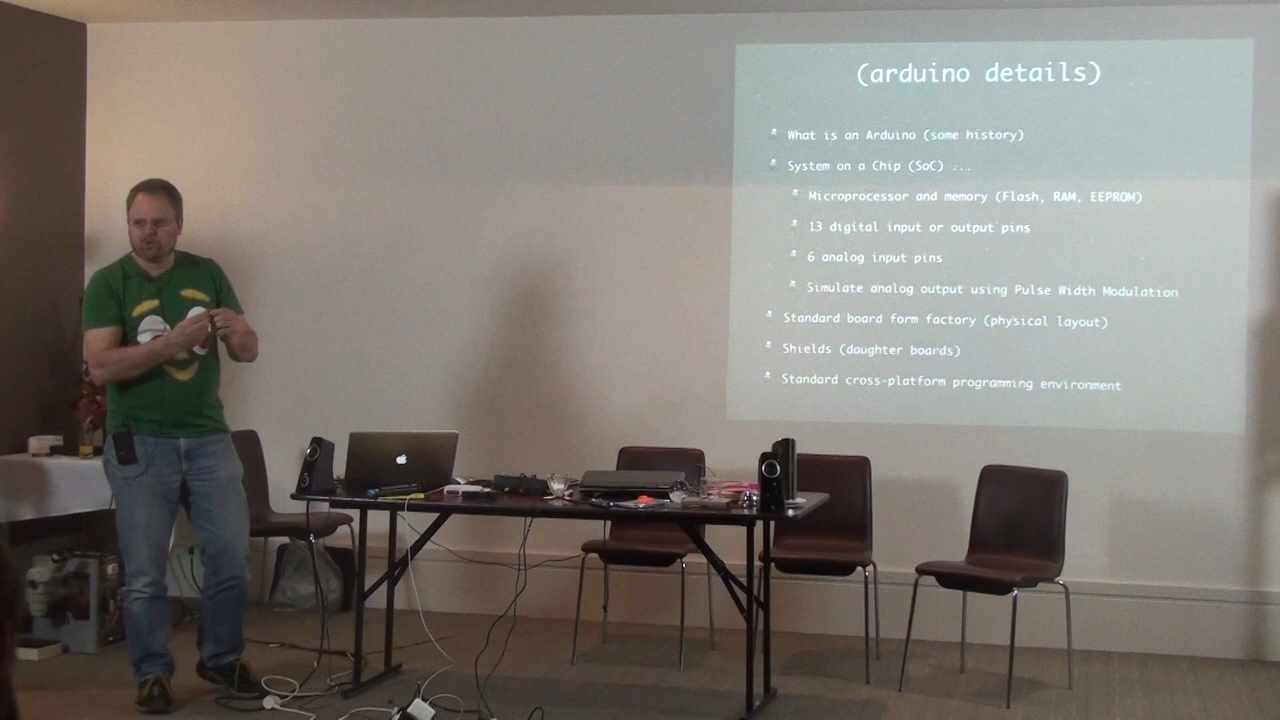 (arduino details)
What is an Arduino (some history)
System on a Chip (SoC) ...
Microprocessor and memory (Flash, RAM, EEPROM)
13 digital input or output pins
6 analog input pins
Simulate analog output using Pulse Width Modulation
Standard board form factory (physical layout)
Shields (daughter boards)
Standard cross-platform programming environment